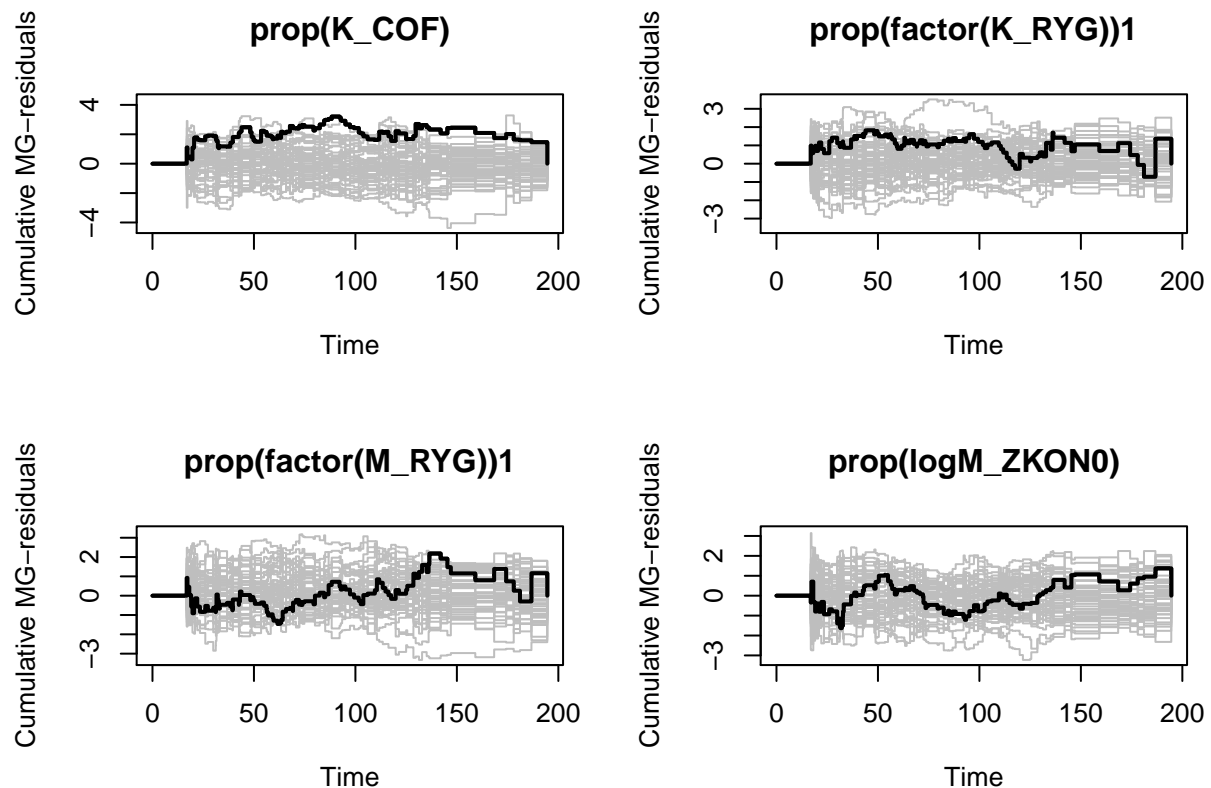 prop(K_COF)
Cumulative MG−residuals
4
0
−4
0 50 100 150 200
Time
prop(factor(K_RYG))1
Cumulative MG−residuals
3
0
−3
0 50 100 150 200
Time
prop(factor(M_RYG))1
Cumulative MG−residuals
2
0
−3
0 50 100 150 200
Time
prop(logM_ZKON0)
Cumulative MG−residuals
2
0
−3
0 50 100 150 200
Time